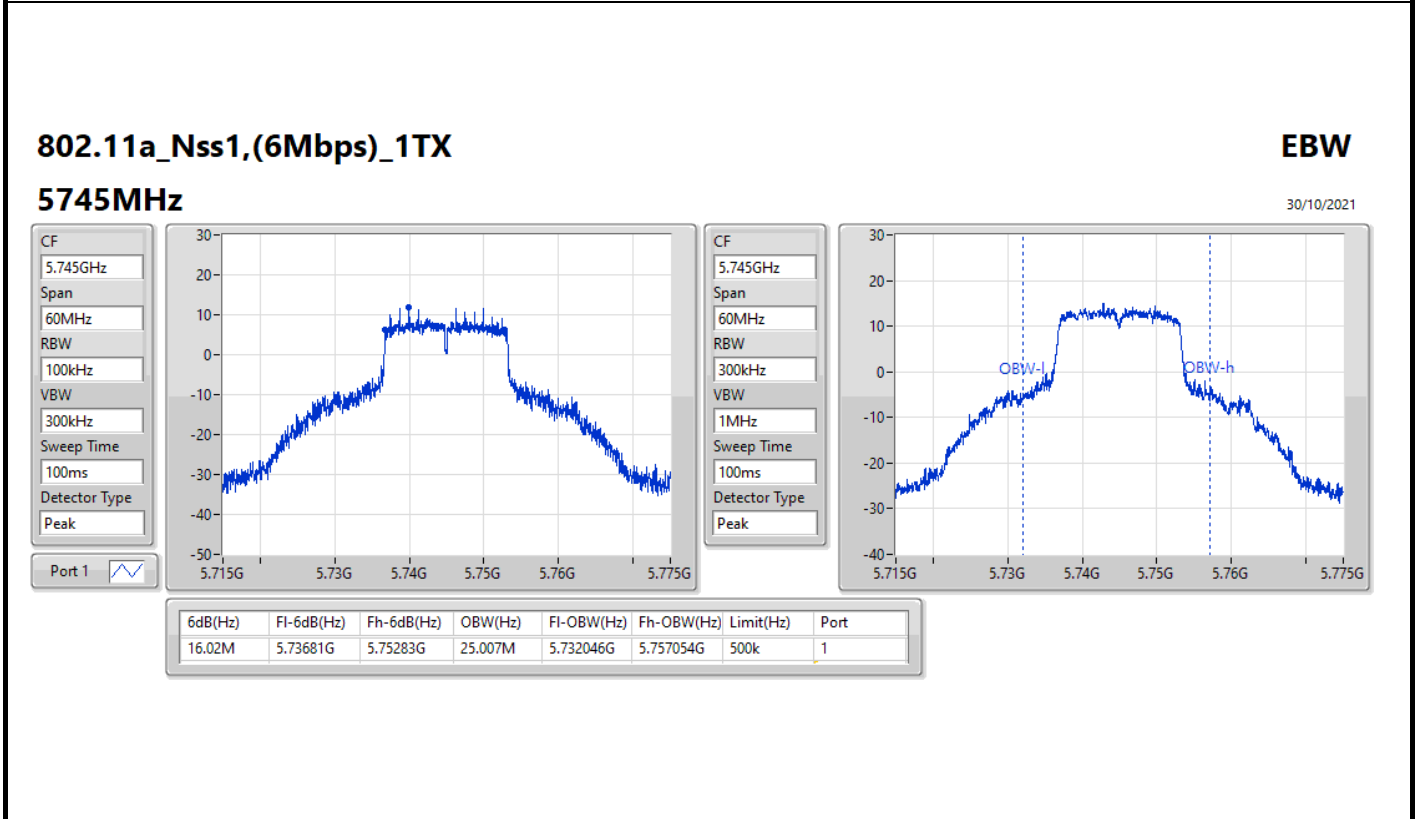 802.11a_Nss1,(6Mbps)_1TX EBW
5745MHz 30/10/2021
CF
5.745GHz
Span
60MHz
RBW
100kHz
VBW
300kHz
Sweep Time
100ms
Detector Type
Peak
Port 1
30
20
10
0
-10
-20
-30
-40
-50
5.715G 5.73G 5.74G 5.75G 5.76G 5.775G
CF
5.745GHz
Span
60MHz
RBW
300kHz
VBW
1MHz
Sweep Time
100ms
Detector Type
Peak
30
20
10
0
-10
-20
-30
-40
OBW-l OBW-h
5.715G 5.73G 5.74G 5.75G 5.76G 5.775G
6dB(Hz) Fl-6dB(Hz) Fh-6dB(Hz) OBW(Hz) Fl-OBW(Hz) Fh-OBW(Hz) Limit(Hz) Port
16.02M 5.73681G 5.75283G 25.007M 5.732046G 5.757054G 500k 1